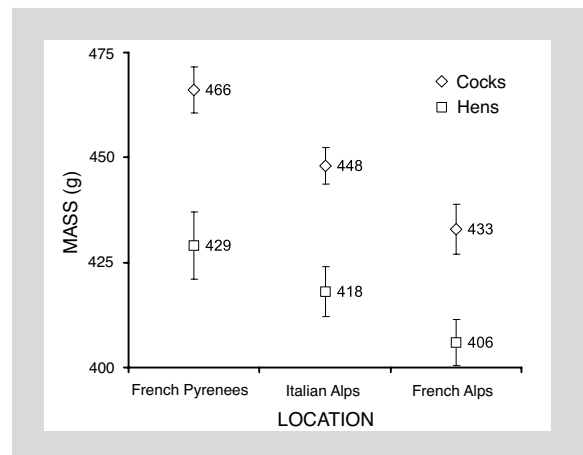 475
Cocks
Hens
466
450
448
433
429
425
418
406
400
MASS (g)
French Pyrenees Italian Alps French Alps
LOCATION